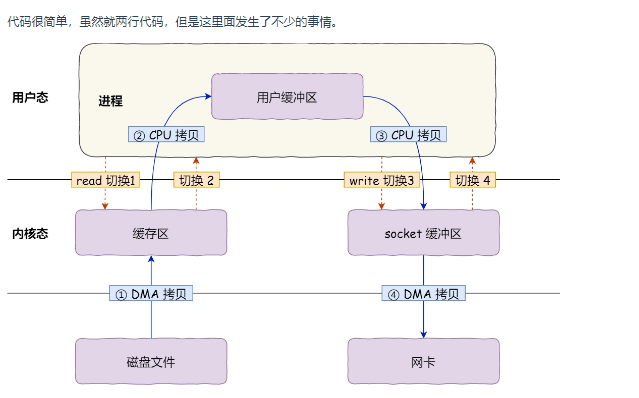 代码很简单，虽然就两行代码，但是这里面发生了不少的事情。
用户态
进程
用户缓冲区
② CPU 拷贝
③ CPU 拷贝
read 切换1
切换 2
write 切换3
切换 4
内核态
缓存区
socket 缓冲区
① DMA 拷贝
④ DMA 拷贝
磁盘文件
网卡